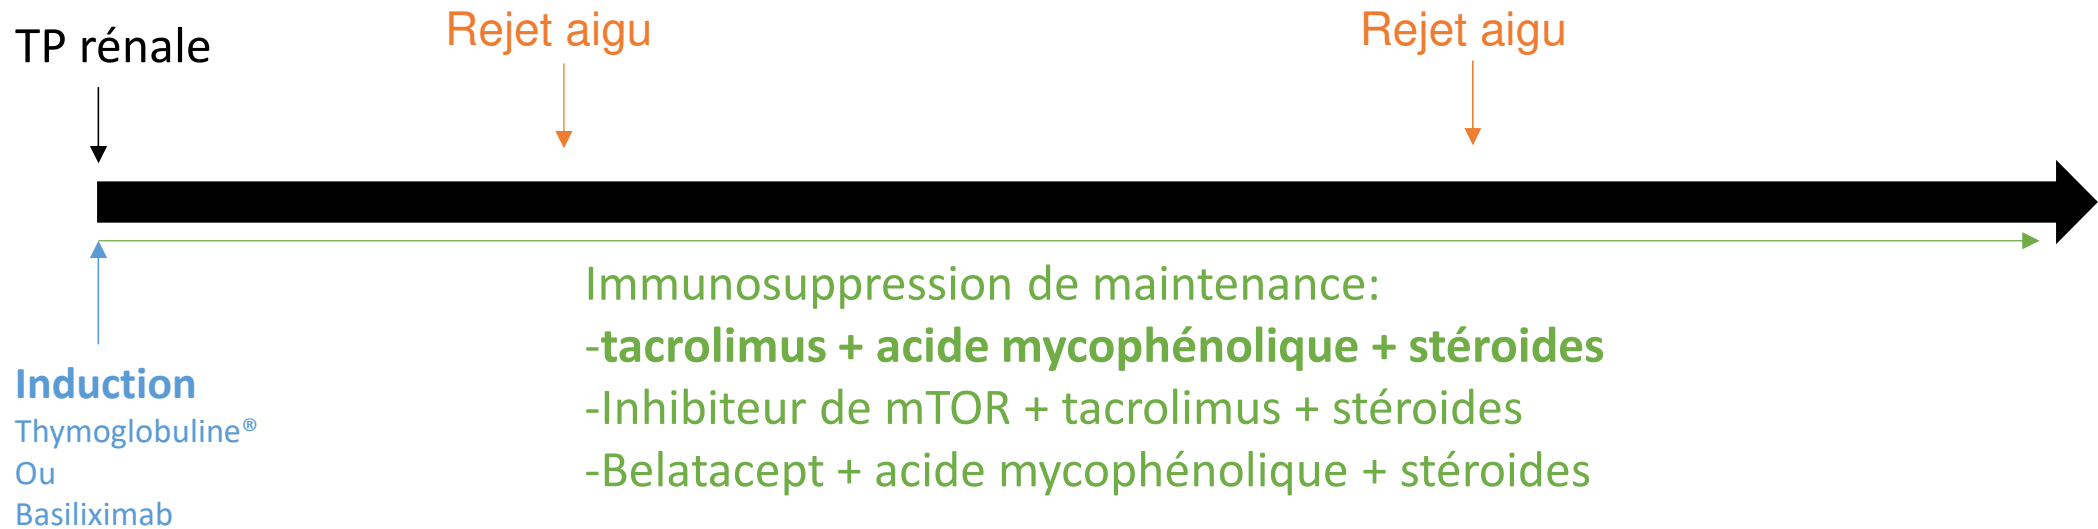 TP rénale
Rejet aigu
Rejet aigu
Immunosuppression de maintenance:
-tacrolimus + acide mycophénolique + stéroides
-Inhibiteur de mTOR + tacrolimus + stéroides
-Belatacept + acide mycophénolique + stéroides
Induction
Thymoglobuline®
Ou
Basiliximab